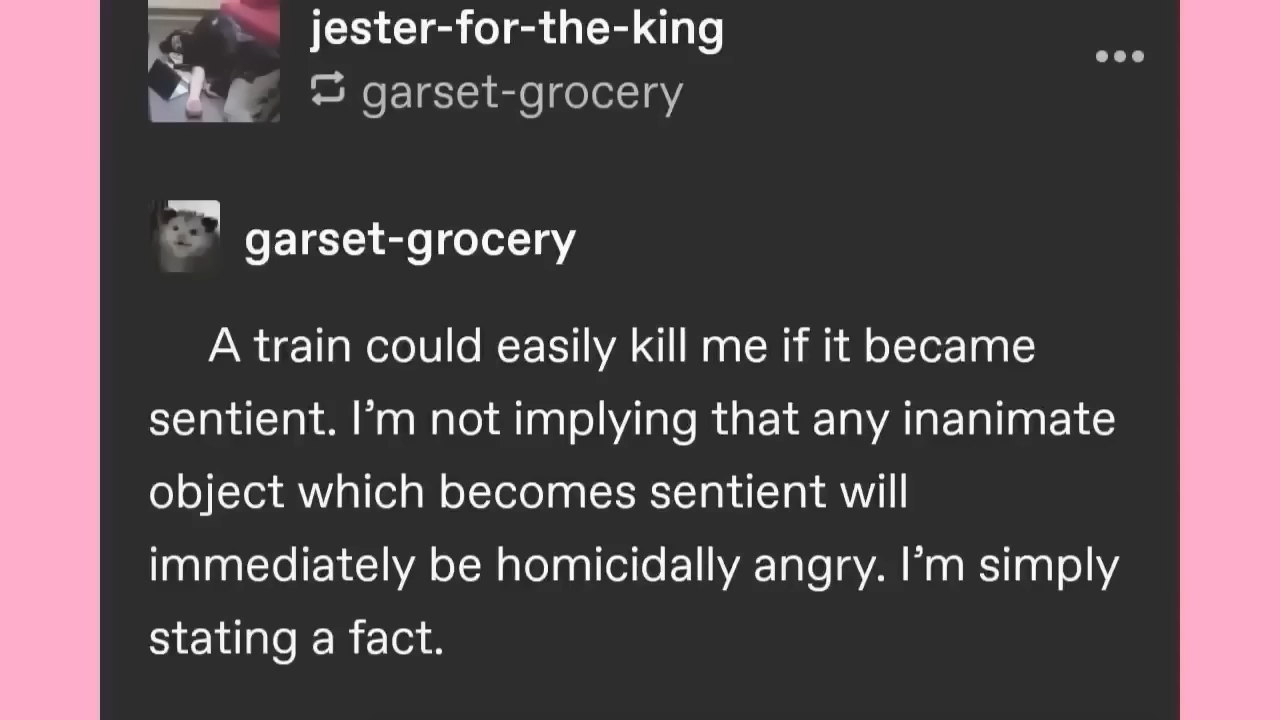 jester-for-the-king
garset-grocery
garset-grocery
A train could easily kill me if it became
sentient. I’m not implying that any inanimate
object which becomes sentient will
immediately be homicidally angry. I’m simply
stating a fact.